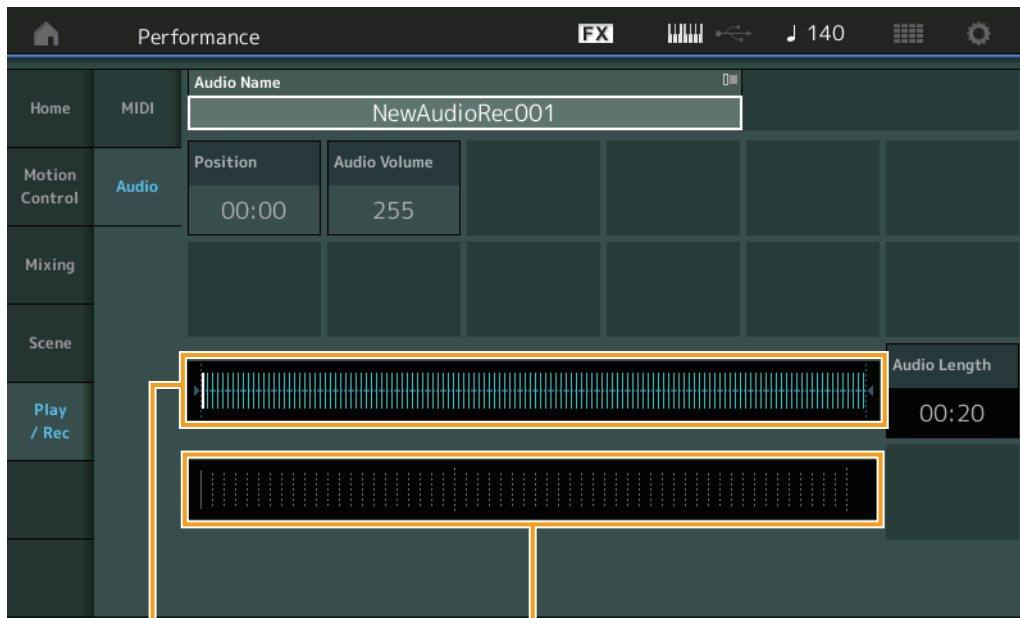 Performance
FX
♩ 140
Home
MIDI
Audio Name
NewAudioRec001
Motion
Control
Audio
Position
00:00
Audio Volume
255
Mixing
Scene
Play
/ Rec
Audio Length
00:20